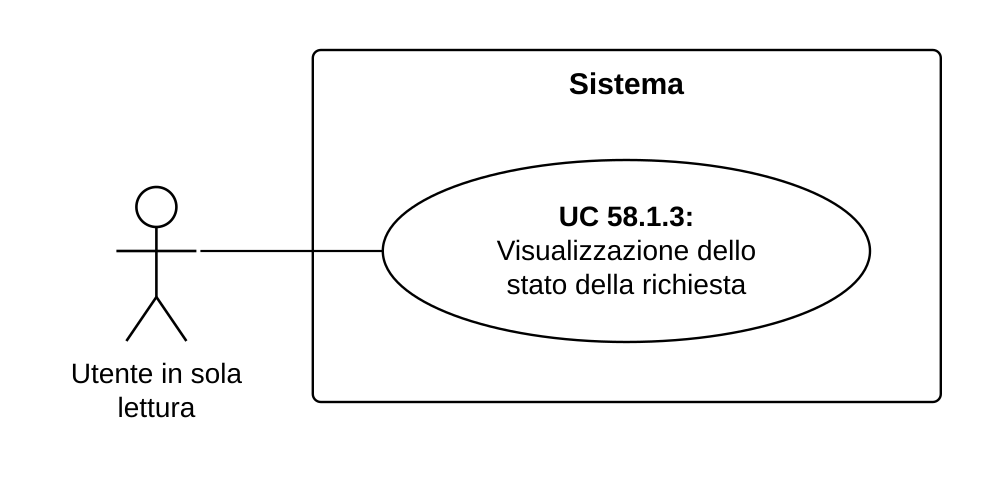 Sistema
UC 58.1.3:
Visualizzazione dello
stato della richiesta
Utente in sola
lettura